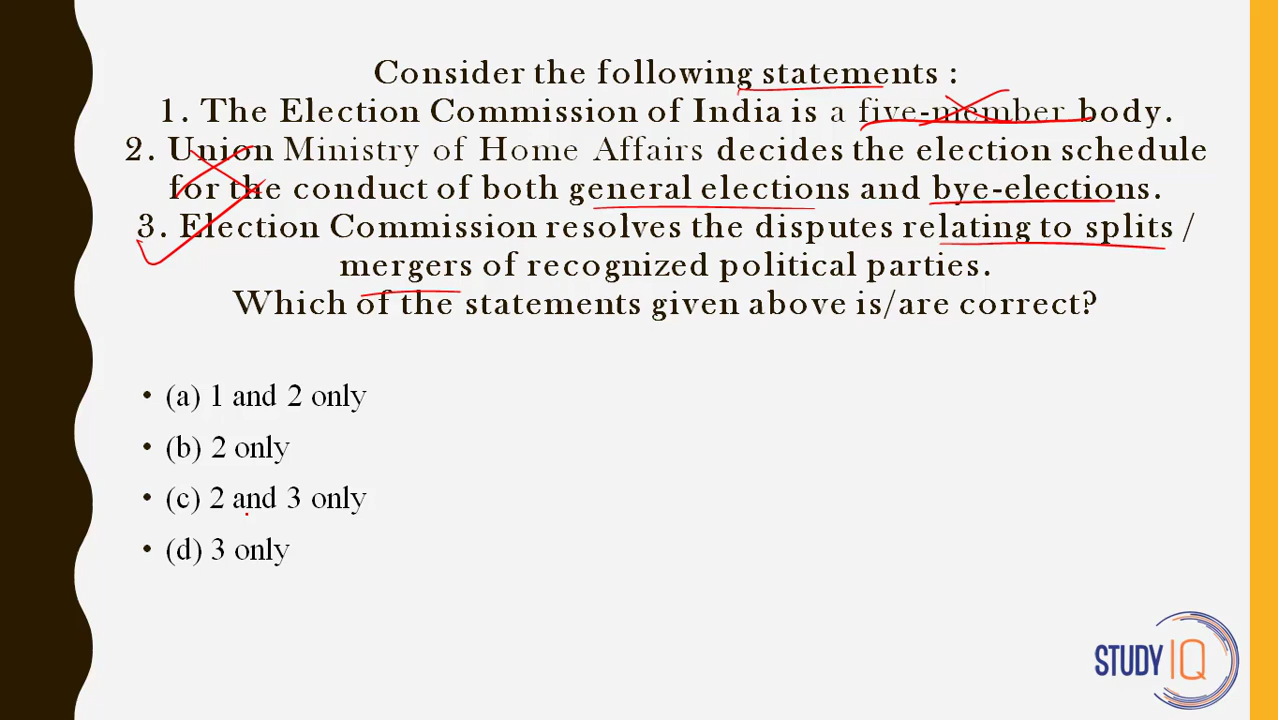 Consider the following statements :
1. The Election Commission of India is a five-member body.
2. Union Ministry of Home Affairs decides the election schedule
for the conduct of both general elections and bye-elections.
3. Election Commission resolves the disputes relating to splits /
mergers of recognized political parties.
Which of the statements given above is/are correct?
• (a) 1 and 2 only
• (b) 2 only
• (c) 2 and 3 only
• (d) 3 only
STUDY IQ